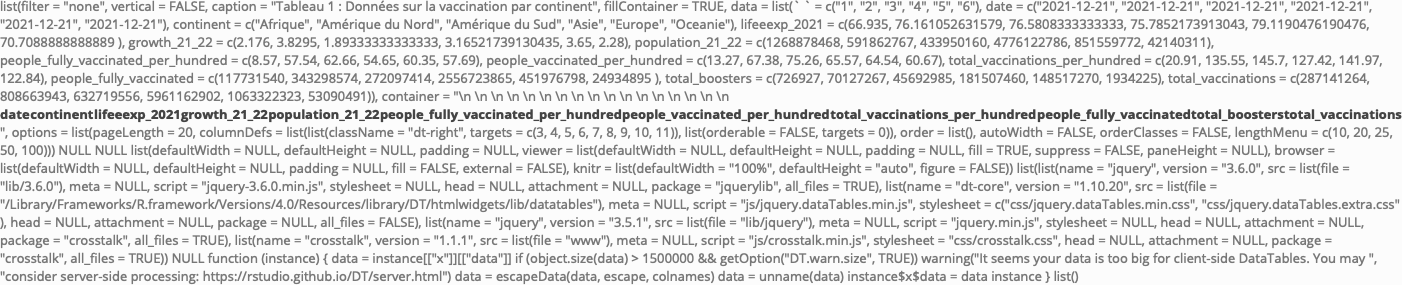 list(filter = "none", vertical = FALSE, caption = "Tableau 1 : Données sur la vaccination par continent", fillContainer = TRUE, data = list(` ` = c("1", "2", "3", "4", "5", "6"), date = c("2021-12-21", "2021-12-21", "2021-12-21", "2021-12-21",
"2021-12-21", "2021-12-21"), continent = c("Afrique", "Amérique du Nord", "Amérique du Sud", "Asie", "Europe", "Oceanie"), lifeeexp_2021 = c(66.935, 76.161052631579, 76.5808333333333, 75.7852173913043, 79.1190476190476,
70.7088888888889 ), growth_21_22 = c(2.176, 3.8295, 1.89333333333333, 3.16521739130435, 3.65, 2.28), population_21_22 = c(1268878468, 591862767, 433950160, 4776122786, 851559772, 42140311),
people_fully_vaccinated_per_hundred = c(8.57, 57.54, 62.66, 54.65, 60.35, 57.69), people_vaccinated_per_hundred = c(13.27, 67.38, 75.26, 65.57, 64.54, 60.67), total_vaccinations_per_hundred = c(20.91, 135.55, 145.7, 127.42, 141.97,
122.84), people_fully_vaccinated = c(117731540, 343298574, 272097414, 2556723865, 451976798, 24934895 ), total_boosters = c(726927, 70127267, 45692985, 181507460, 148517270, 1934225), total_vaccinations = c(287141264,
808663943, 632719556, 5961162902, 1063322323, 53090491)), container = "\n \n \n \n \n \n \n \n \n \n \n \n \n \n \n \n \n
datecontinentlifeeexp_2021growth_21_22population_21_22people_fully_vaccinated_per_hundredpeople_vaccinated_per_hundredtotal_vaccinations_per_hundredpeople_fully_vaccinatedtotal_boosterstotal_vaccinations
", options = list(pageLength = 20, columnDefs = list(list(className = "dt-right", targets = c(3, 4, 5, 6, 7, 8, 9, 10, 11)), list(orderable = FALSE, targets = 0)), order = list(), autoWidth = FALSE, orderClasses = FALSE, lengthMenu = c(10, 20, 25,
50, 100))) NULL NULL list(defaultWidth = NULL, defaultHeight = NULL, padding = NULL, viewer = list(defaultWidth = NULL, defaultHeight = NULL, padding = NULL, fill = TRUE, suppress = FALSE, paneHeight = NULL), browser =
list(defaultWidth = NULL, defaultHeight = NULL, padding = NULL, fill = FALSE, external = FALSE), knitr = list(defaultWidth = "100%", defaultHeight = "auto", figure = FALSE)) list(list(name = "jquery", version = "3.6.0", src = list(file =
"lib/3.6.0"), meta = NULL, script = "jquery-3.6.0.min.js", stylesheet = NULL, head = NULL, attachment = NULL, package = "jquerylib", all_files = TRUE), list(name = "dt-core", version = "1.10.20", src = list(file =
"/Library/Frameworks/R.framework/Versions/4.0/Resources/library/DT/htmlwidgets/lib/datatables"), meta = NULL, script = "js/jquery.dataTables.min.js", stylesheet = c("css/jquery.dataTables.min.css", "css/jquery.dataTables.extra.css"
), head = NULL, attachment = NULL, package = NULL, all_files = FALSE), list(name = "jquery", version = "3.5.1", src = list(file = "lib/jquery"), meta = NULL, script = "jquery.min.js", stylesheet = NULL, head = NULL, attachment = NULL,
package = "crosstalk", all_files = TRUE), list(name = "crosstalk", version = "1.1.1", src = list(file = "www"), meta = NULL, script = "js/crosstalk.min.js", stylesheet = "css/crosstalk.css", head = NULL, attachment = NULL, package =
"crosstalk", all_files = TRUE)) NULL function (instance) { data = instance[["x"]][["data"]] if (object.size(data) > 1500000 && getOption("DT.warn.size", TRUE)) warning("It seems your data is too big for client-side DataTables. You may ",
"consider server-side processing: https://rstudio.github.io/DT/server.html") data = escapeData(data, escape, colnames) data = unname(data) instance$x$data = data instance } list()